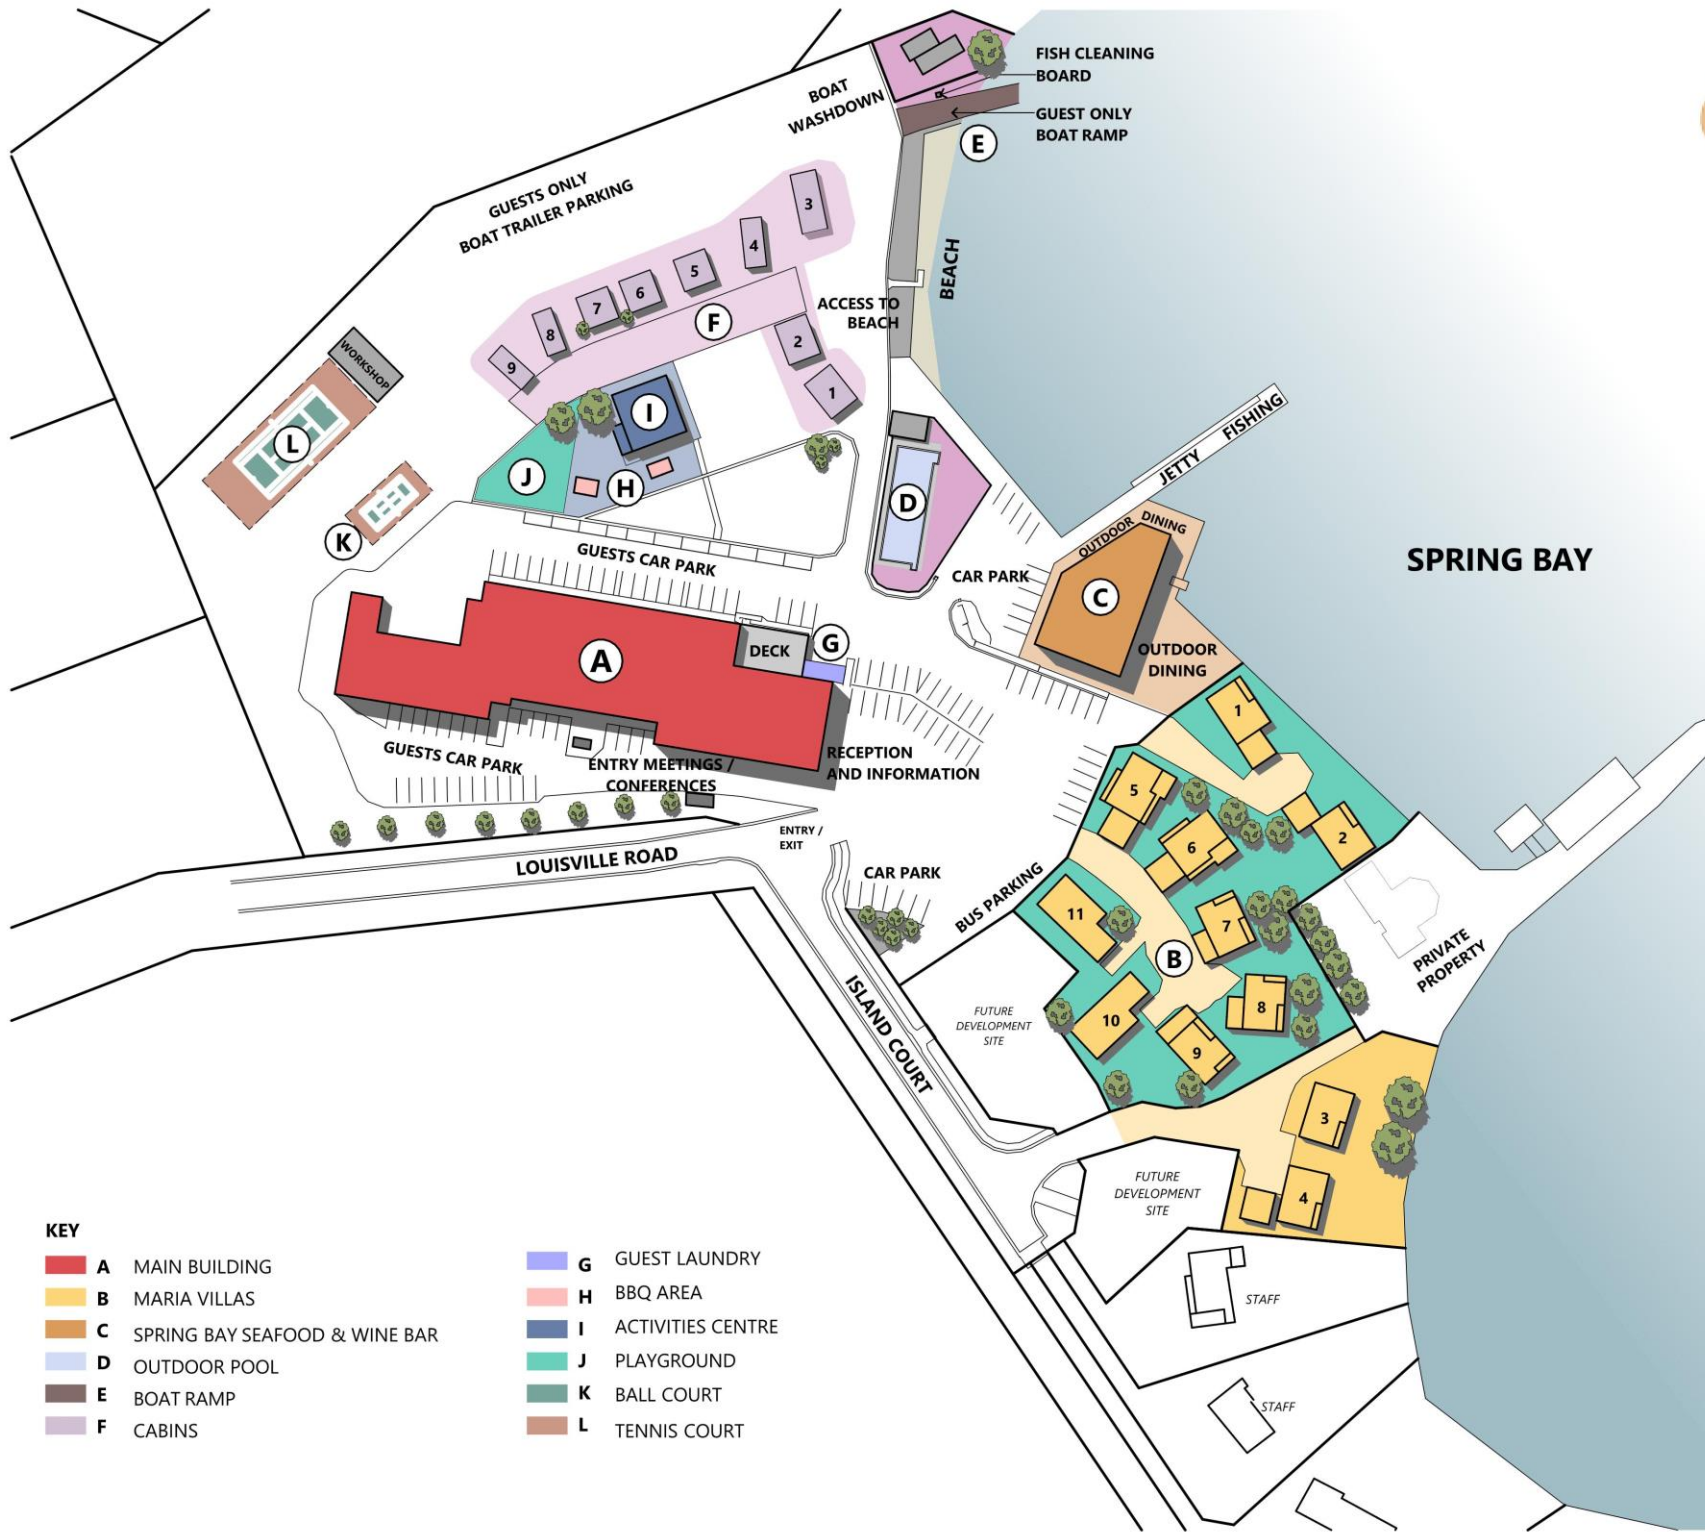 FISH CLEANING
BOARD
BOAT
WASHDOWN
GUEST ONLY
BOAT RAMP
E
GUESTS ONLY
BOAT TRAILER PARKING
3
4
5
6
7
8
9
F
2
1
ACCESS TO
BEACH
BEACH
WORKSHOP
L
I
J
H
K
D
JETTY
FISHING
OUTDOOR DINING
C
OUTDOOR
DINING
SPRING BAY
GUESTS CAR PARK
CAR PARK
A
DECK
G
GUESTS CAR PARK
ENTRY MEETINGS /
CONFERENCES
RECEPTION
AND INFORMATION
ENTRY /
EXIT
LOUISVILLE ROAD
CAR PARK
BUS PARKING
ISLAND COURT
1
5
2
6
11
7
B
8
10
9
3
4
PRIVATE
PROPERTY
FUTURE
DEVELOPMENT
SITE
FUTURE
DEVELOPMENT
SITE
STAFF
STAFF
KEY
A MAIN BUILDING
B MARIA VILLAS
C SPRING BAY SEAFOOD & WINE BAR
D OUTDOOR POOL
E BOAT RAMP
F CABINS
G GUEST LAUNDRY
H BBQ AREA
I ACTIVITIES CENTRE
J PLAYGROUND
K BALL COURT
L TENNIS COURT